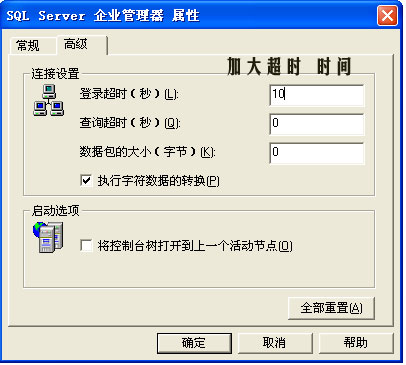 SQL Server 企业管理器 属性
常规 高级
加大超时 时间
连接设置
登录超时(秒)(L): 10
查询超时(秒)(Q): 0
数据包的大小(字节)(K): 0
执行字符数据的转换(P)
启动选项
将控制台树打开到上一个活动节点(O)
全部重置(A)
确定 取消 帮助